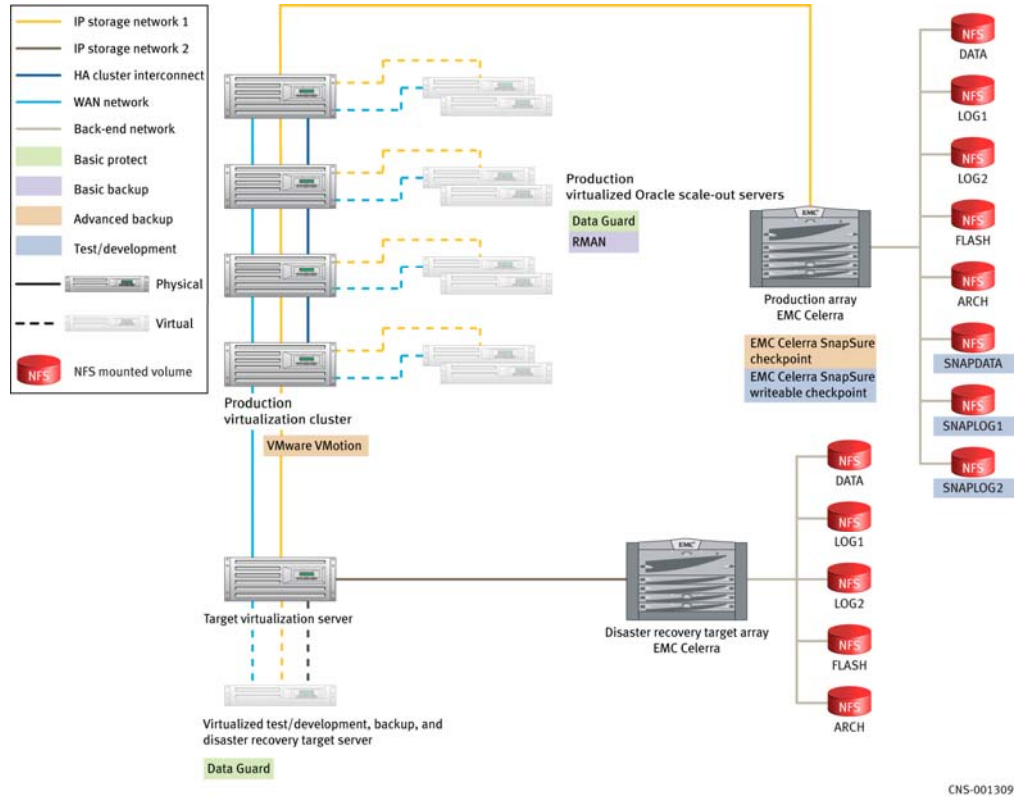 IP storage network 1
IP storage network 2
HA cluster interconnect
WAN network
Back-end network
Basic protect
Basic backup
Advanced backup
Test/development
Physical
Virtual
NFS
NFS mounted volume
Production
virtualized Oracle scale-out servers
Data Guard
RMAN
Production
virtualization cluster
VMware VMotion
EMC
Production array
EMC Celerra
EMC Celerra SnapSure
checkpoint
EMC Celerra SnapSure
writeable checkpoint
NFS
DATA
NFS
LOG1
NFS
LOG2
NFS
FLASH
NFS
ARCH
NFS
SNAPDATA
NFS
SNAPLOG1
NFS
SNAPLOG2
Target virtualization server
Virtualized test/development, backup, and
disaster recovery target server
Data Guard
EMC
Disaster recovery target array
EMC Celerra
NFS
DATA
NFS
LOG1
NFS
LOG2
NFS
FLASH
NFS
ARCH
CNS-001309